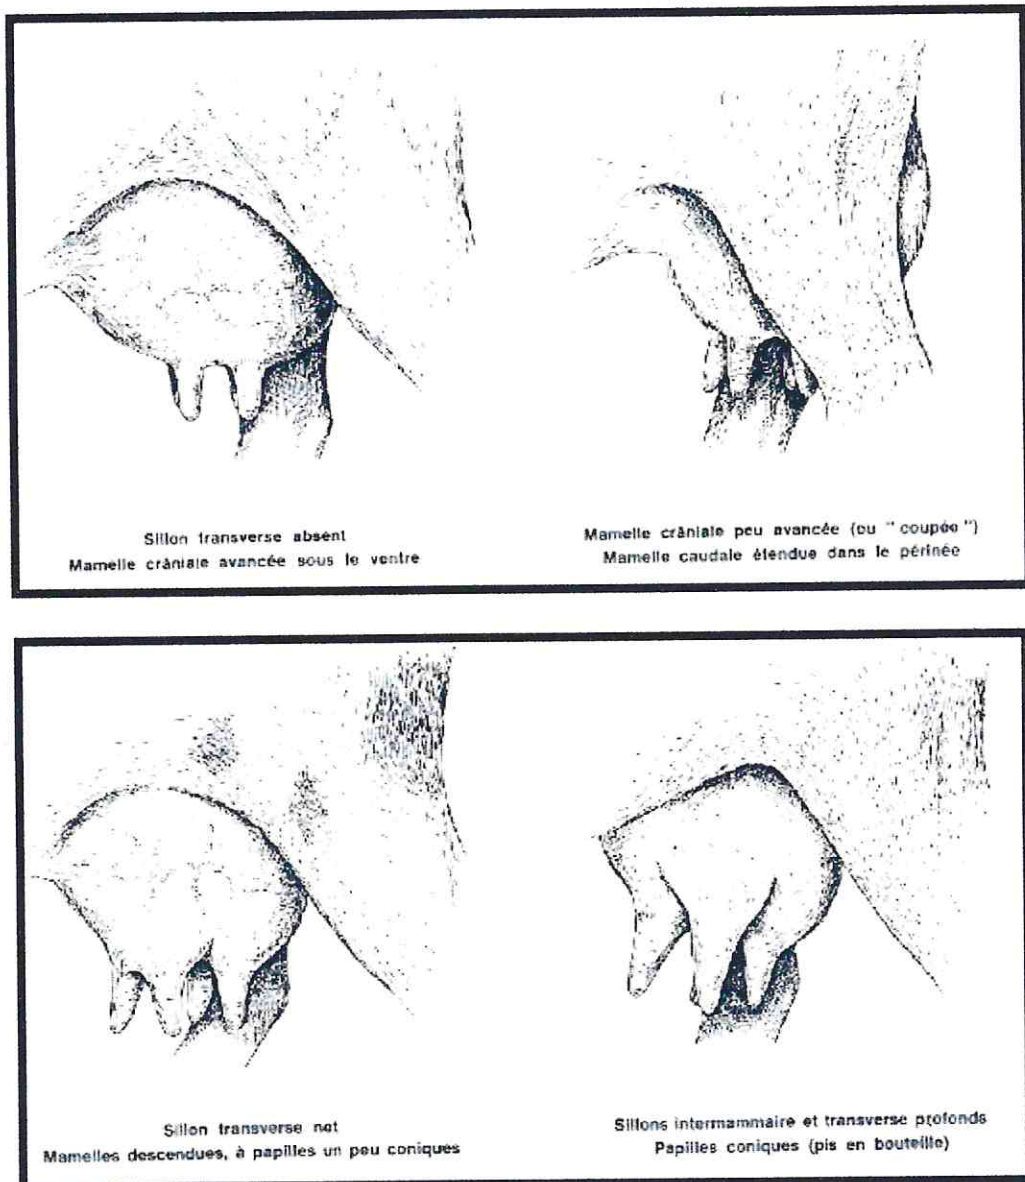 Sillon transverse absent
Mamelle crâniale avancée sous le ventre
Mamelle crâniale peu avancée (ou "coupée")
Mamelle caudale étendue dans le périnée
Sillon transverse net
Mamelles descendues, à papilles un peu coniques
Sillons intermammaire et transverse profonds
Papilles coniques (pis en bouteille)